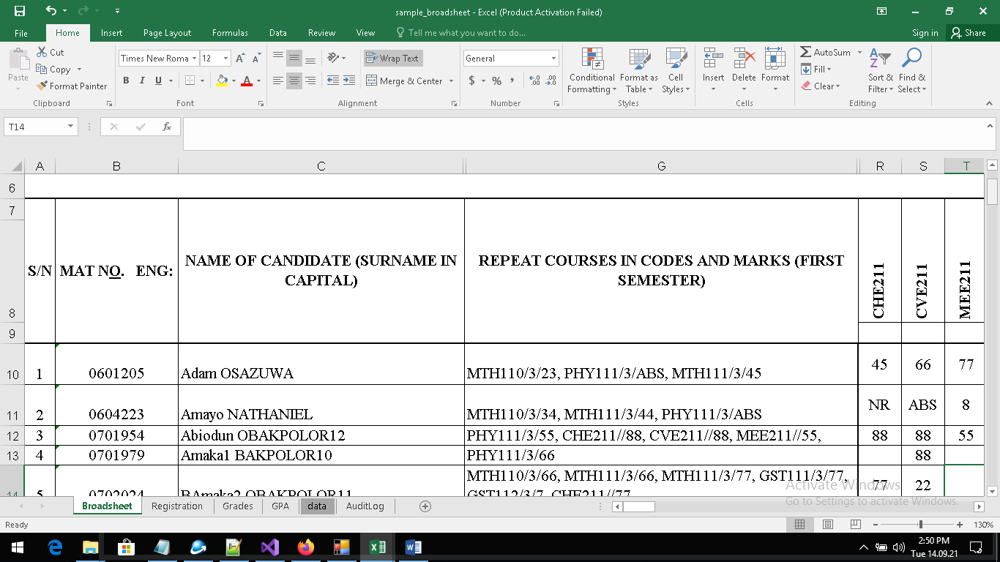 sample_broadsheet - Excel (Product Activation Failed)
File Home Insert Page Layout Formulas Data Review View Tell me what you want to do... Sign in Share
Paste Cut Copy Format Painter
Clipboard
Times New Roma 12
B I U A
Font
Wrap Text
Merge & Center
Alignment
General
$ % ,
Number
Conditional Formatting Format as Table Cell Styles
Styles
Insert Delete Format
Cells
AutoSum Fill Clear
Sort & Filter Find & Select
Editing
T14 fx
A B C G R S T
6
7
8
9
S/N MAT NO. ENG: NAME OF CANDIDATE (SURNAME IN CAPITAL) REPEAT COURSES IN CODES AND MARKS (FIRST SEMESTER) CHE211 CVE211 MEE211
10 1 0601205 Adam OSAZUWA MTH110/3/23, PHY111/3/ABS, MTH111/3/45 45 66 77
11 2 0604223 Amayo NATHANIEL MTH110/3/34, MTH111/3/44, PHY111/3/ABS NR ABS 8
12 3 0701954 Abiodun OBAKPOLOR12 PHY111/3/55, CHE211//88, CVE211//88, MEE211//55, 88 88 55
13 4 0701979 Amaka1 BAKPOLOR10 PHY111/3/66 88
14 5 0702024 BAmaka2 OBAKPOLOR11 MTH110/3/66, MTH111/3/66, MTH111/3/77, GST111/3/77, 77 22
GST112/3/7, CHE211//77
Activate Windows
Go to Settings to activate Windows.
Broadsheet Registration Grades GPA data AuditLog
Ready 130%
2:50 PM
Tue 14.09.21